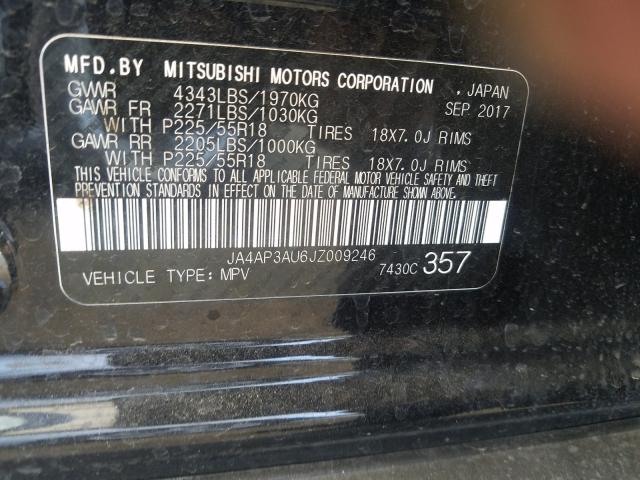 MFD.BY MITSUBISHI MOTORS CORPORATION , JAPAN
GVWR 4343LBS/1970KG SEP 2017
GAWR FR 2271LBS/1030KG
WITH P225/55R18 TIRES 18X7.0J RIMS
GAWR RR 2205LBS/1000KG
WITH P225/55R18 TIRES 18X7.0J RIMS
THIS VEHICLE CONFORMS TO ALL APPLICABLE FEDERAL MOTOR VEHICLE SAFETY AND THEFT
PREVENTION STANDARDS IN EFFECT ON THE DATE OF MANUFACTURE SHOWN ABOVE.
JA4AP3AU6JZ009246
VEHICLE TYPE: MPV 7430C 357